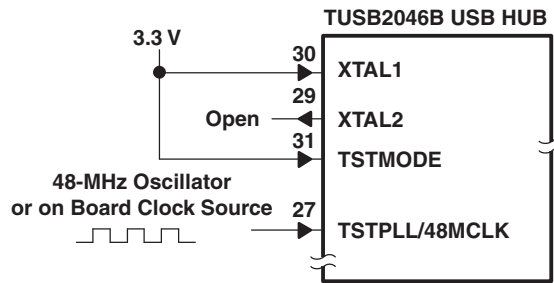 TUSB2046B USB HUB
3.3 V
30
XTAL1
29
Open
XTAL2
31
TSTMODE
48-MHz Oscillator
or on Board Clock Source
27
TSTPLL/48MCLK